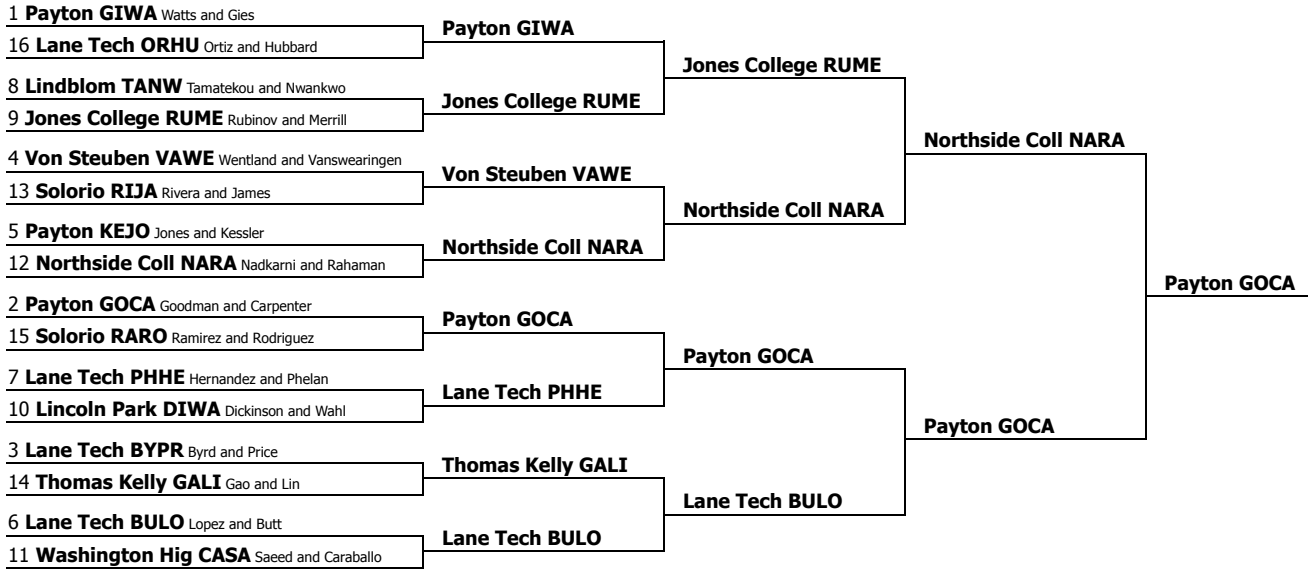 1 Payton GIWA Watts and Gies
16 Lane Tech ORHU Ortiz and Hubbard
8 Lindblom TANW Tamatekou and Nwankwo
9 Jones College RUME Rubinov and Merrill
4 Von Steuben VAWE Wentland and Vanswearingen
13 Solorio RIJA Rivera and James
5 Payton KEJO Jones and Kessler
12 Northside Coll NARA Nadkarni and Rahaman
2 Payton GOCA Goodman and Carpenter
15 Solorio RARO Ramirez and Rodriguez
7 Lane Tech PHHE Hernandez and Phelan
10 Lincoln Park DIWA Dickinson and Wahl
3 Lane Tech BYPR Byrd and Price
14 Thomas Kelly GALI Gao and Lin
6 Lane Tech BULO Lopez and Butt
11 Washington Hig CASA Saeed and Caraballo
Payton GIWA
Jones College RUME
Von Steuben VAWE
Northside Coll NARA
Payton GOCA
Lane Tech PHHE
Thomas Kelly GALI
Lane Tech BULO
Jones College RUME
Northside Coll NARA
Payton GOCA
Lane Tech BULO
Northside Coll NARA
Payton GOCA
Payton GOCA